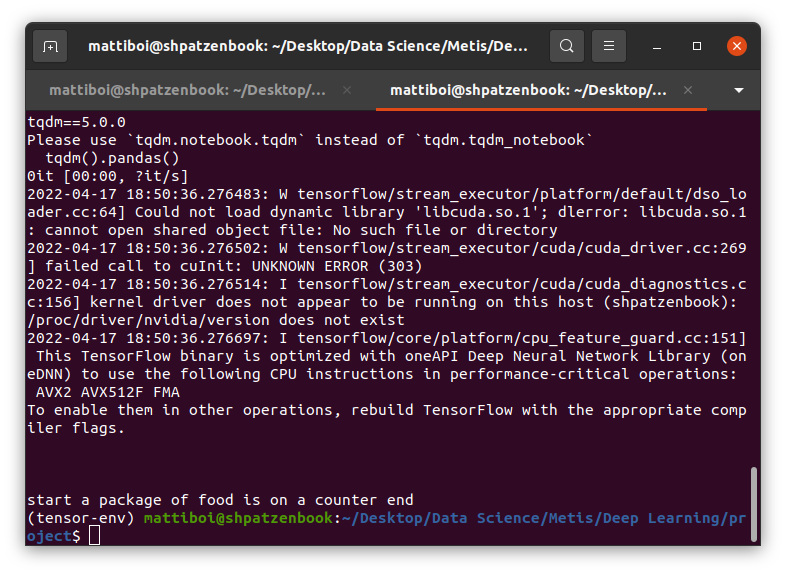 mattiboi@shpatzenbook: ~/Desktop/Data Science/Metis/De...
mattiboi@shpatzenbook: ~/Desktop/... mattiboi@shpatzenbook: ~/Desktop/...
tqdm==5.0.0
Please use `tqdm.notebook.tqdm` instead of `tqdm.tqdm_notebook`
  tqdm().pandas()
0it [00:00, ?it/s]
2022-04-17 18:50:36.276483: W tensorflow/stream_executor/platform/default/dso_lo
ader.cc:64] Could not load dynamic library 'libcuda.so.1'; dlerror: libcuda.so.1
: cannot open shared object file: No such file or directory
2022-04-17 18:50:36.276502: W tensorflow/stream_executor/cuda/cuda_driver.cc:269
] failed call to cuInit: UNKNOWN ERROR (303)
2022-04-17 18:50:36.276514: I tensorflow/stream_executor/cuda/cuda_diagnostics.c
c:156] kernel driver does not appear to be running on this host (shpatzenbook):
/proc/driver/nvidia/version does not exist
2022-04-17 18:50:36.276697: I tensorflow/core/platform/cpu_feature_guard.cc:151]
 This TensorFlow binary is optimized with oneAPI Deep Neural Network Library (on
eDNN) to use the following CPU instructions in performance-critical operations:
 AVX2 AVX512F FMA
To enable them in other operations, rebuild TensorFlow with the appropriate comp
iler flags.
start a package of food is on a counter end
(tensor-env) mattiboi@shpatzenbook:~/Desktop/Data Science/Metis/Deep Learning/pr
oject$